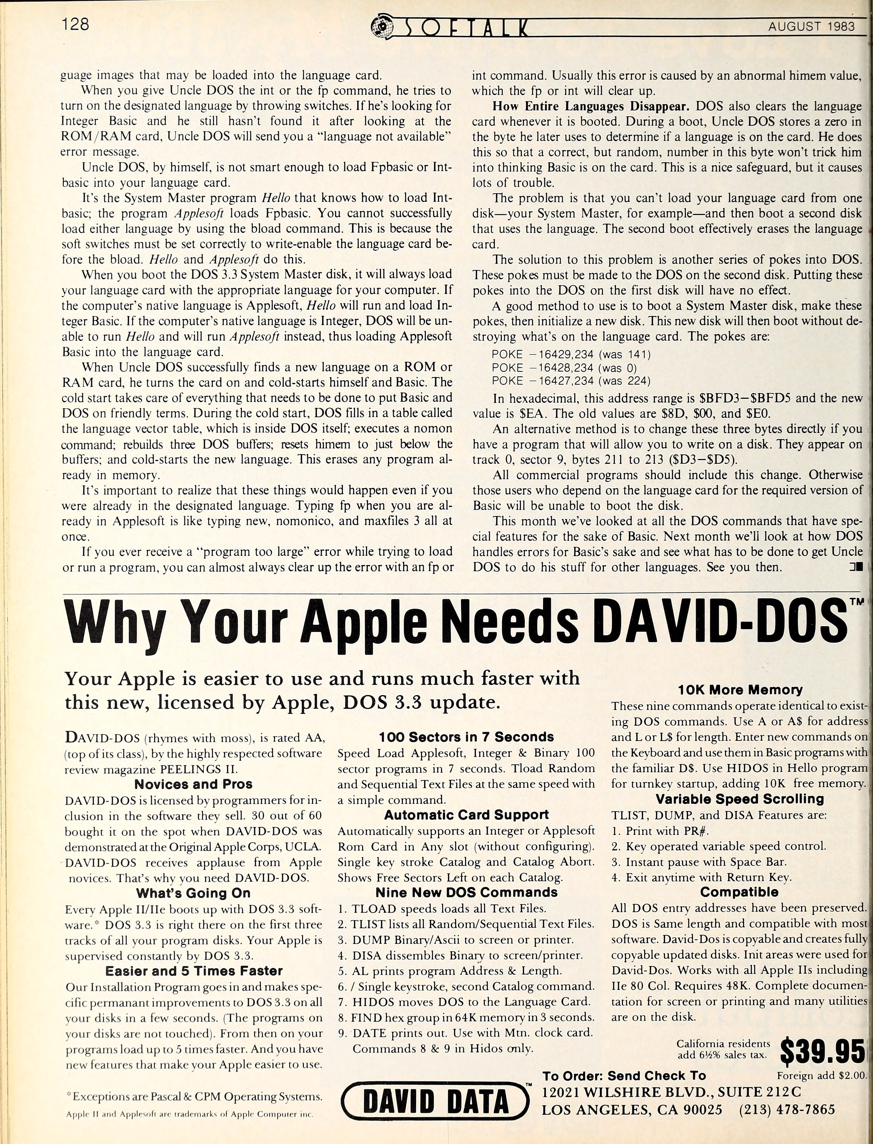 128
SOFTALK
AUGUST 1983
guage images that may be loaded into the language card.
When you give Uncle DOS the int or the fp command, he tries to
turn on the designated language by throwing switches. If he's looking for
Integer Basic and he still hasn't found it after looking at the
ROM/RAM card, Uncle DOS will send you a "language not available"
error message.
Uncle DOS, by himself, is not smart enough to load Fpbasic or Int-
basic into your language card.
It's the System Master program Hello that knows how to load Int-
basic; the program Applesoft loads Fpbasic. You cannot successfully
load either language by using the bload command. This is because the
soft switches must be set correctly to write-enable the language card be-
fore the bload. Hello and Applesoft do this.
When you boot the DOS 3.3 System Master disk, it will always load
your language card with the appropriate language for your computer. If
the computer's native language is Applesoft, Hello will run and load In-
teger Basic. If the computer's native language is Integer, DOS will be un-
able to run Hello and will run Applesoft instead, thus loading Applesoft
Basic into the language card.
When Uncle DOS successfully finds a new language on a ROM or
RAM card, he turns the card on and cold-starts himself and Basic. The
cold start takes care of everything that needs to be done to put Basic and
DOS on friendly terms. During the cold start, DOS fills in a table called
the language vector table, which is inside DOS itself; executes a nomon
command; rebuilds three DOS buffers; resets himem to just below the
buffers; and cold-starts the new language. This erases any program al-
ready in memory.
It's important to realize that these things would happen even if you
were already in the designated language. Typing fp when you are al-
ready in Applesoft is like typing new, nomonico, and maxfiles 3 all at
once.
If you ever receive a "program too large" error while trying to load
or run a program, you can almost always clear up the error with an fp or
int command. Usually this error is caused by an abnormal himem value,
which the fp or int will clear up.
How Entire Languages Disappear. DOS also clears the language
card whenever it is booted. During a boot, Uncle DOS stores a zero in
the byte he later uses to determine if a language is on the card. He does
this so that a correct, but random, number in this byte won't trick him
into thinking Basic is on the card. This is a nice safeguard, but it causes
lots of trouble.
The problem is that you can't load your language card from one
disk—your System Master, for example—and then boot a second disk
that uses the language. The second boot effectively erases the language
card.
The solution to this problem is another series of pokes into DOS.
These pokes must be made to the DOS on the second disk. Putting these
pokes into the DOS on the first disk will have no effect.
A good method to use is to boot a System Master disk, make these
pokes, then initialize a new disk. This new disk will then boot without de-
stroying what's on the language card. The pokes are:
POKE –16429,234 (was 141)
POKE –16428,234 (was 0)
POKE –16427,234 (was 224)
In hexadecimal, this address range is $BFD3–$BFD5 and the new
value is $EA. The old values are $8D, $00, and $E0.
An alternative method is to change these three bytes directly if you
have a program that will allow you to write on a disk. They appear on
track 0, sector 9, bytes 211 to 213 ($D3–$D5).
All commercial programs should include this change. Otherwise
those users who depend on the language card for the required version of
Basic will be unable to boot the disk.
This month we've looked at all the DOS commands that have spe-
cial features for the sake of Basic. Next month we'll look at how DOS
handles errors for Basic's sake and see what has to be done to get Uncle
DOS to do his stuff for other languages. See you then.
Why Your Apple Needs DAVID-DOS™
Your Apple is easier to use and runs much faster with
this new, licensed by Apple, DOS 3.3 update.
DAVID-DOS (rhymes with moss), is rated AA,
(top of its class), by the highly respected software
review magazine PEELINGS II.
Novices and Pros
DAVID-DOS is licensed by programmers for in-
clusion in the software they sell. 30 out of 60
bought it on the spot when DAVID-DOS was
demonstrated at the Original Apple Corps, UCLA.
DAVID-DOS receives applause from Apple
novices. That's why you need DAVID-DOS.
What's Going On
Every Apple II/IIe boots up with DOS 3.3 soft-
ware.* DOS 3.3 is right there on the first three
tracks of all your program disks. Your Apple is
supervised constantly by DOS 3.3.
Easier and 5 Times Faster
Our Installation Program goes in and makes spe-
cific permanant improvements to DOS 3.3 on all
your disks in a few seconds. (The programs on
your disks are not touched). From then on your
programs load up to 5 times faster. And you have
new features that make your Apple easier to use.
*Exceptions are Pascal & CPM Operating Systems.
Apple II and Applesoft are trademarks of Apple Computer inc.
100 Sectors in 7 Seconds
Speed Load Applesoft, Integer & Binary 100
sector programs in 7 seconds. Tload Random
and Sequential Text Files at the same speed with
a simple command.
Automatic Card Support
Automatically supports an Integer or Applesoft
Rom Card in Any slot (without configuring).
Single key stroke Catalog and Catalog Abort.
Shows Free Sectors Left on each Catalog.
Nine New DOS Commands
1. TLOAD speeds loads all Text Files.
2. TLIST lists all Random/Sequential Text Files.
3. DUMP Binary/Ascii to screen or printer.
4. DISA dissembles Binary to screen/printer.
5. AL prints program Address & Length.
6. / Single keystroke, second Catalog command.
7. HIDOS moves DOS to the Language Card.
8. FIND hex group in 64K memory in 3 seconds.
9. DATE prints out. Use with Mtn. clock card.
Commands 8 & 9 in Hidos only.
10K More Memory
These nine commands operate identical to exist-
ing DOS commands. Use A or A$ for address
and L or L$ for length. Enter new commands on
the Keyboard and use them in Basic programs with
the familiar D$. Use HIDOS in Hello program
for turnkey startup, adding 10K free memory.
Variable Speed Scrolling
TLIST, DUMP, and DISA Features are:
1. Print with PR#.
2. Key operated variable speed control.
3. Instant pause with Space Bar.
4. Exit anytime with Return Key.
Compatible
All DOS entry addresses have been preserved.
DOS is Same length and compatible with most
software. David-Dos is copyable and creates fully
copyable updated disks. Init areas were used for
David-Dos. Works with all Apple IIs including
IIe 80 Col. Requires 48K. Complete documen-
tation for screen or printing and many utilities
are on the disk.
California residents
add 6½% sales tax.
$39.95
Foreign add $2.00.
DAVID DATA™
To Order: Send Check To
12021 WILSHIRE BLVD., SUITE 212C
LOS ANGELES, CA 90025 (213) 478-7865